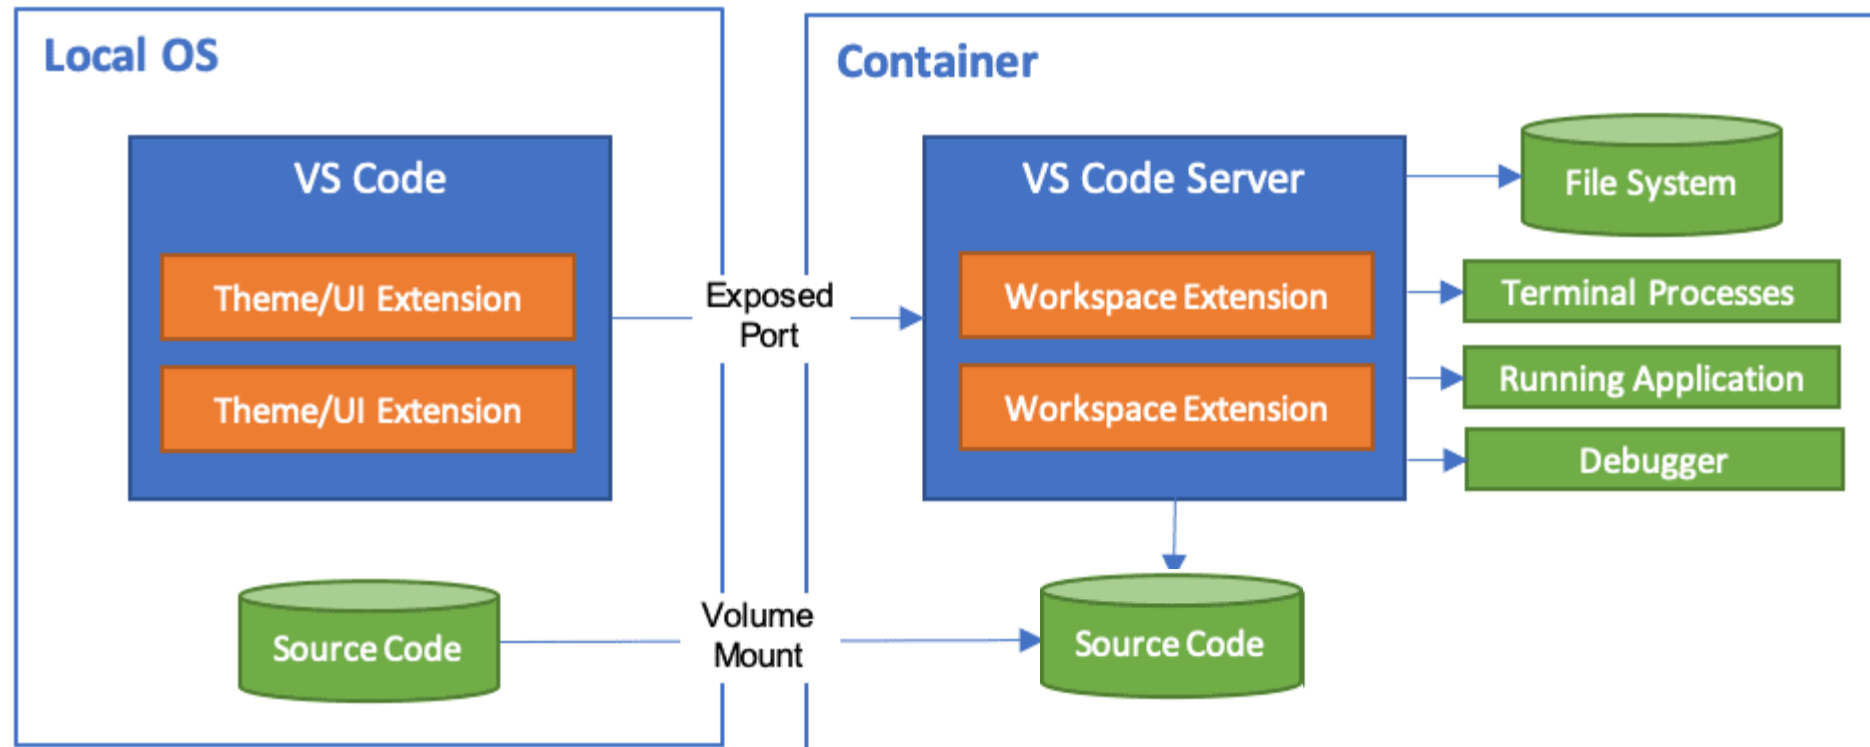 Local OS
VS Code
Theme/UI Extension
Theme/UI Extension
Source Code
Exposed
Port
Volume
Mount
Container
VS Code Server
Workspace Extension
Workspace Extension
Source Code
File System
Terminal Processes
Running Application
Debugger